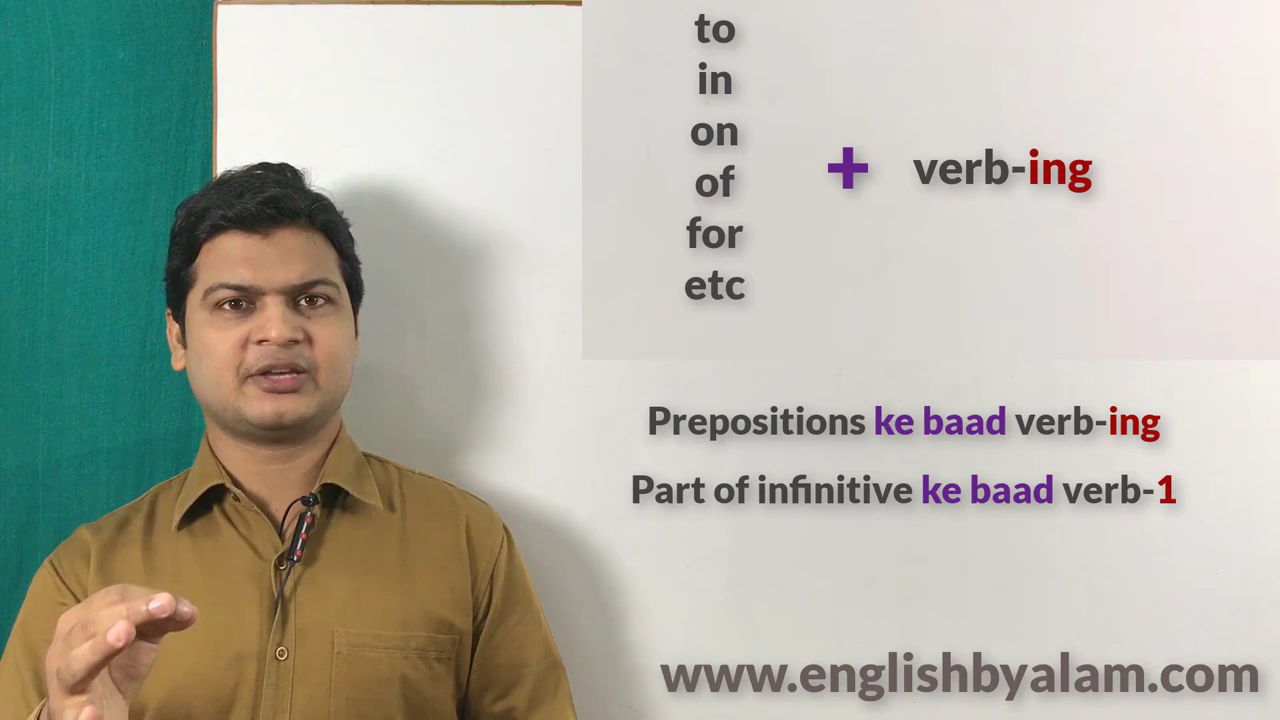 to
in
on
of
for
etc
+ verb-ing
Prepositions ke baad verb-ing
Part of infinitive ke baad verb-1
www.englishbyalam.com